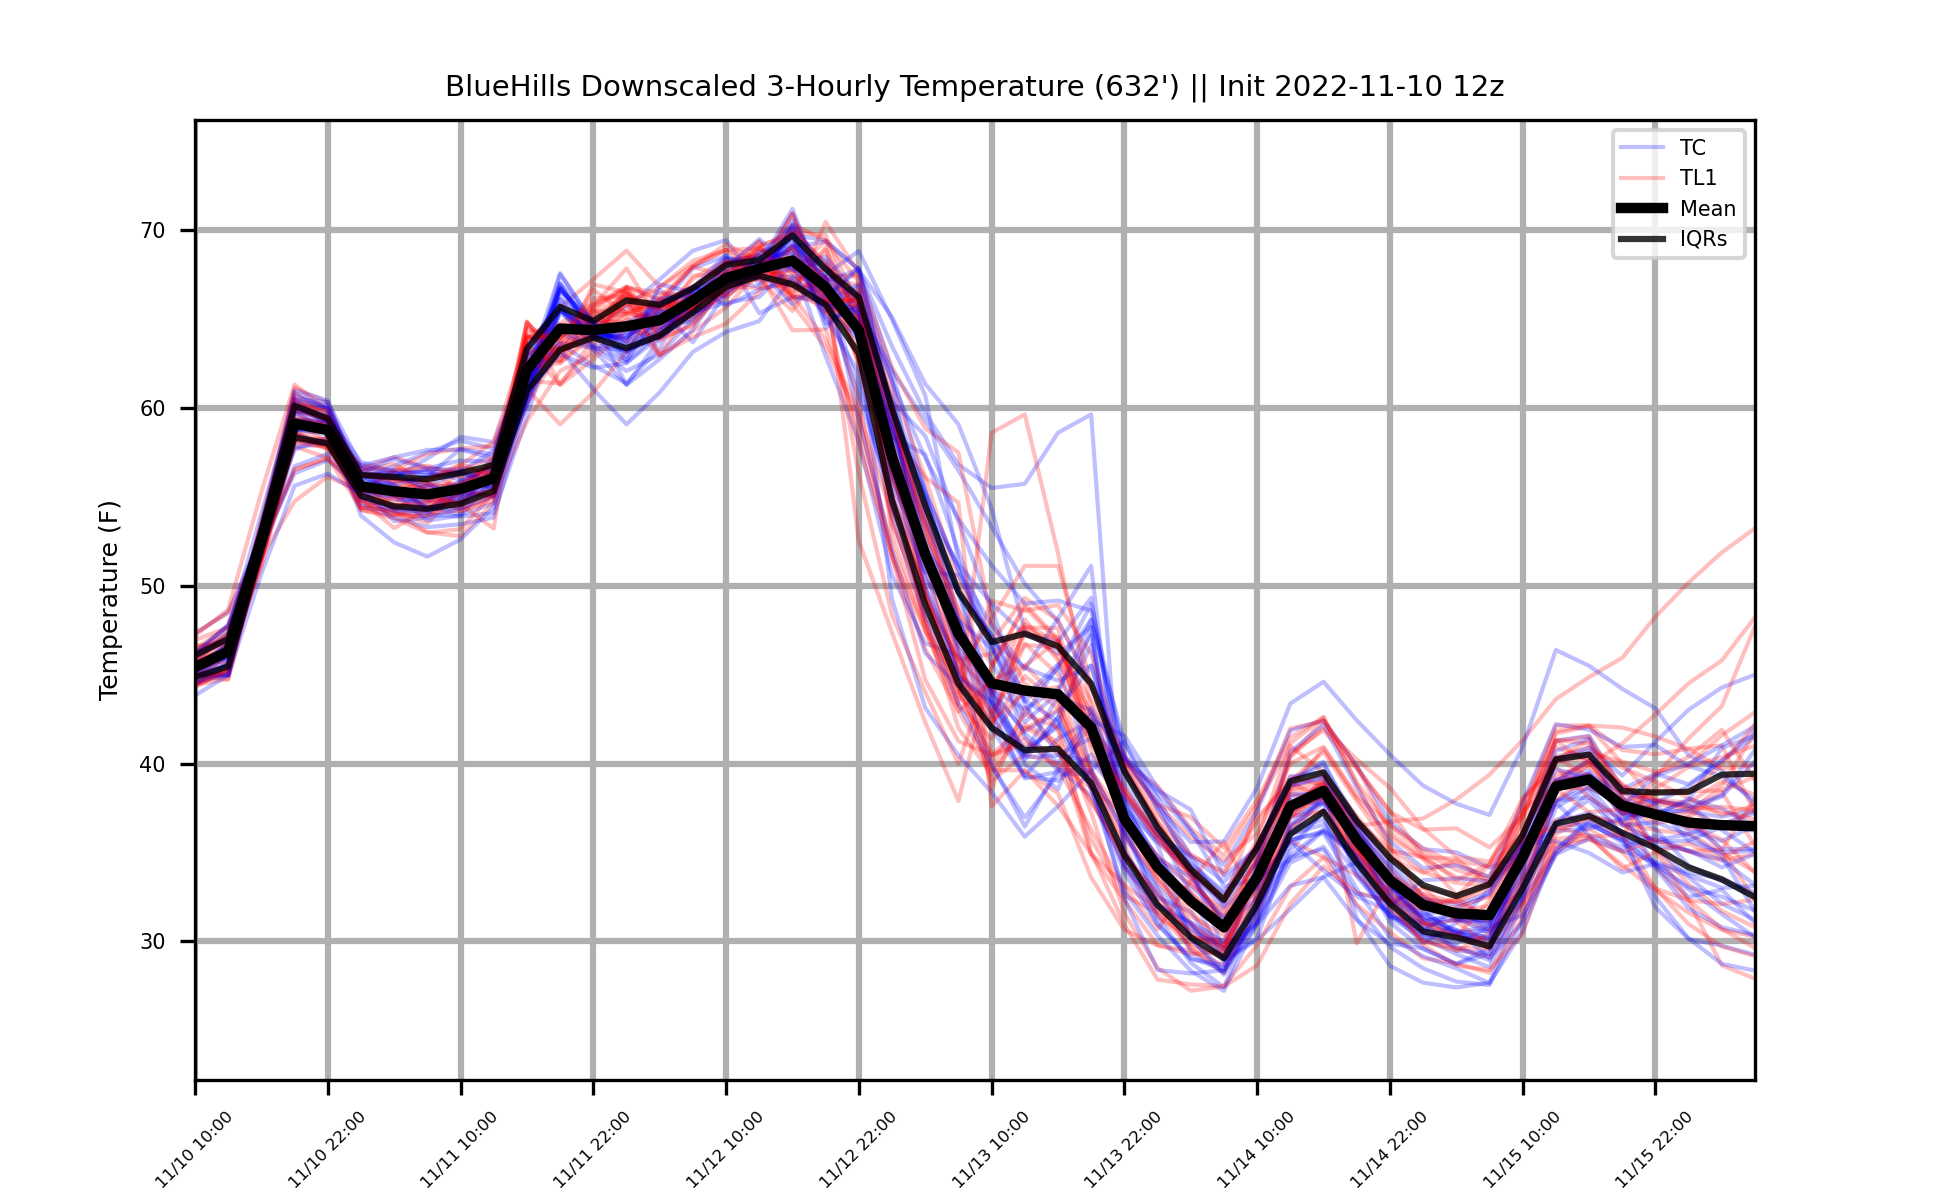 BlueHills Downscaled 3-Hourly Temperature (632') || Init 2022-11-10 12z
TC
TL1
Mean
IQRs
Temperature (F)
70
60
50
40
30
11/10 10:00
11/10 22:00
11/11 10:00
11/11 22:00
11/12 10:00
11/12 22:00
11/13 10:00
11/13 22:00
11/14 10:00
11/14 22:00
11/15 10:00
11/15 22:00